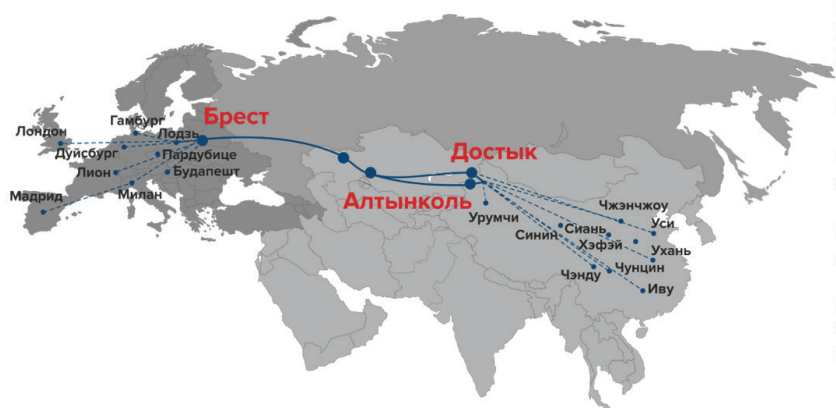 Брест
Гамбург
Лондон
Лодзь
Дуйсбург
Пардубице
Лион
Будапешт
Мадрид
Милан
Достык
Алтынколь
Урумчи
Чжэнчжоу
Уси
Синин
Сиань
Хэфэй
Ухань
Чэнду
Чунцин
Иву